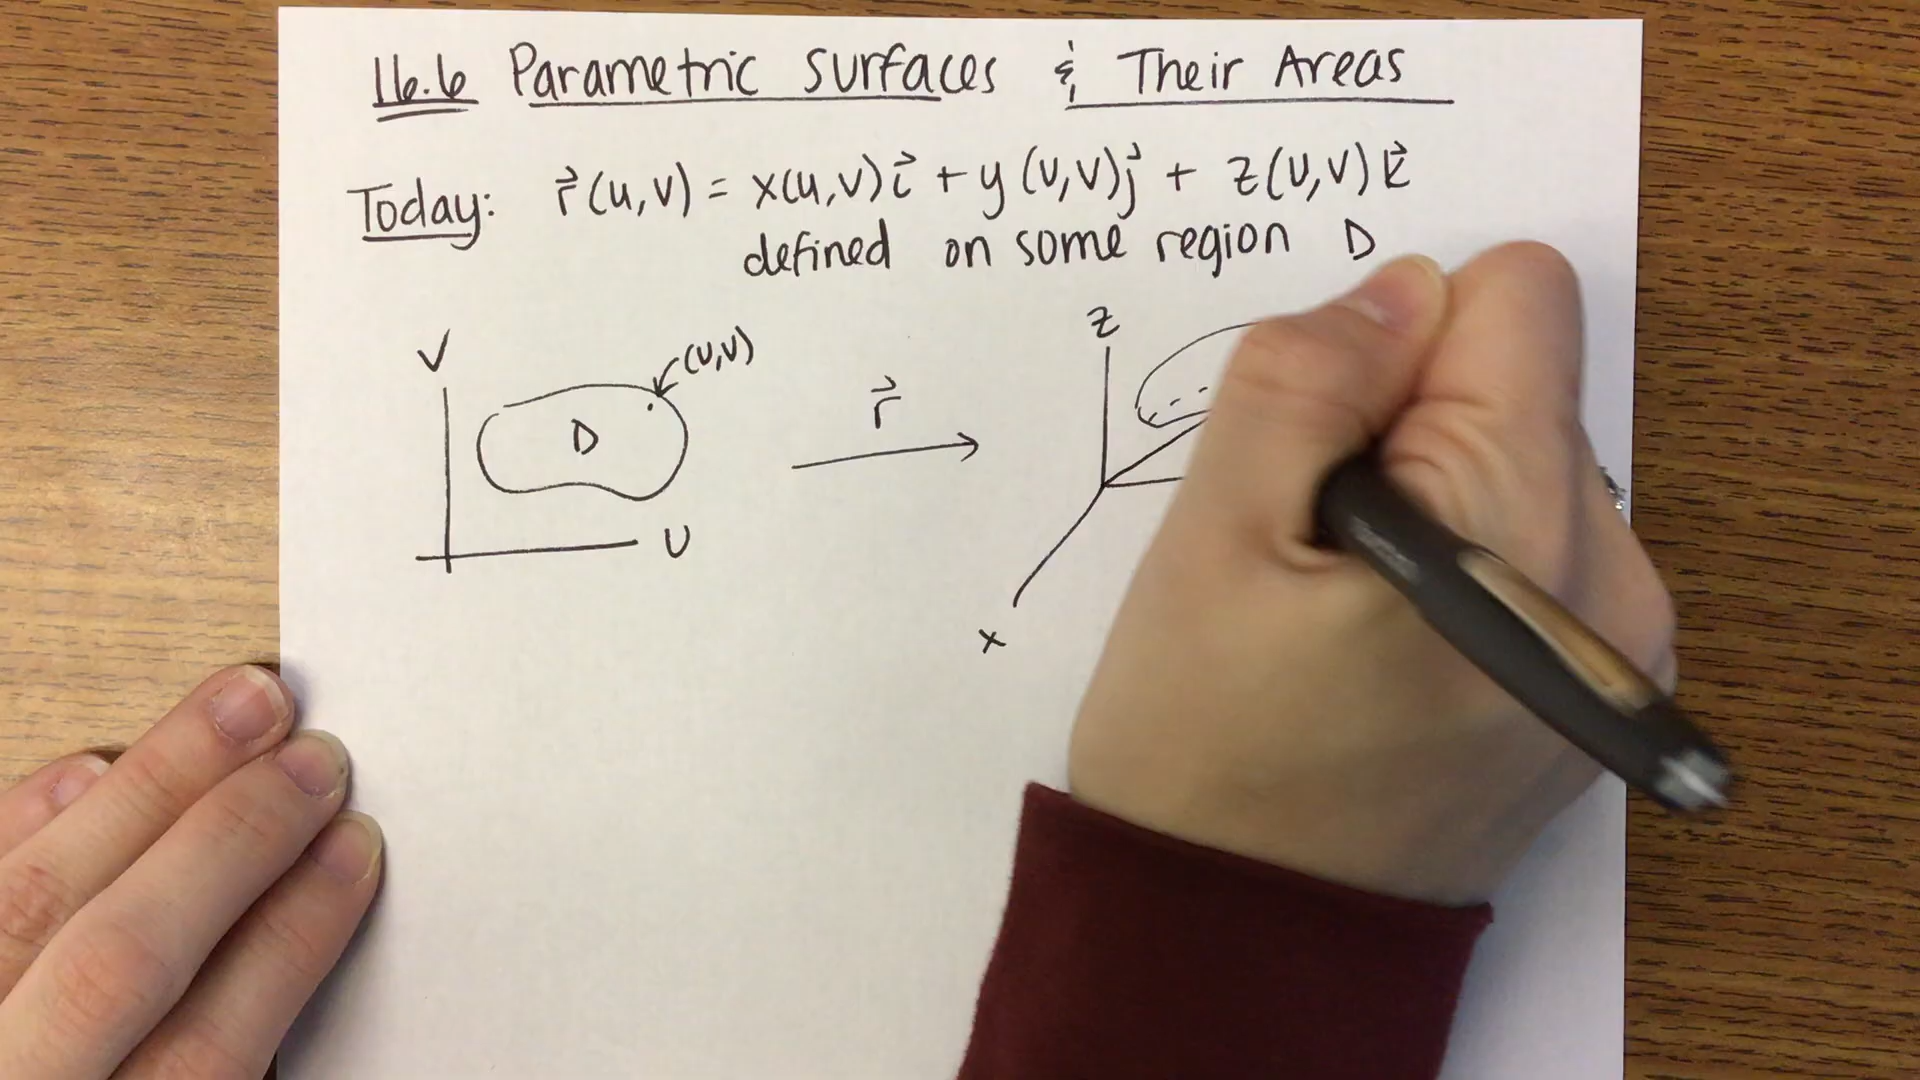 16.6 Parametric Surfaces & Their Areas
Today: r⃗(u,v) = x(u,v)i⃗ + y(u,v)j⃗ + z(u,v)k⃗
defined on some region D
z
v
(u,v)
r⃗
D
u
x